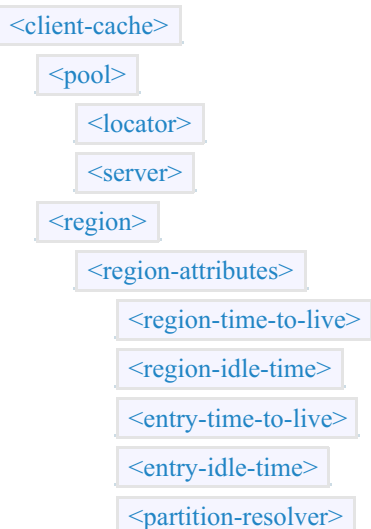 <client-cache>
<pool>
<locator>
<server>
<region>
<region-attributes>
<region-time-to-live>
<region-idle-time>
<entry-time-to-live>
<entry-idle-time>
<partition-resolver>